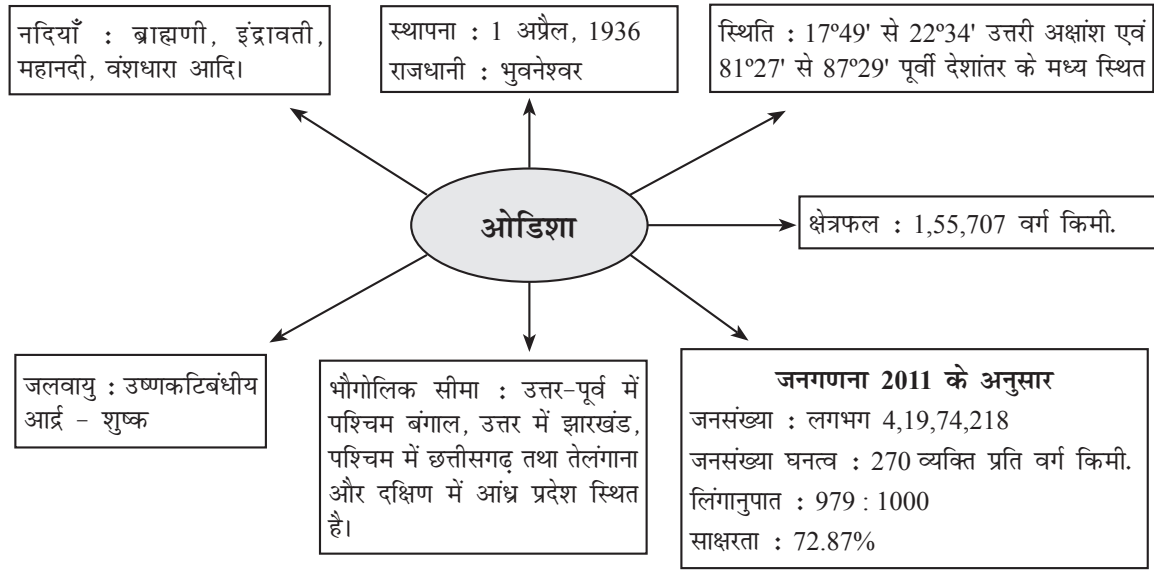 नदियाँ : ब्राह्मणी, इंद्रावती,
महानदी, वंशधारा आदि।
स्थापना : 1 अप्रैल, 1936
राजधानी : भुवनेश्वर
स्थिति : 17º49' से 22º34' उत्तरी अक्षांश एवं
81º27' से 87º29' पूर्वी देशांतर के मध्य स्थित
ओडिशा
क्षेत्रफल : 1,55,707 वर्ग किमी.
जलवायु : उष्णकटिबंधीय
आर्द्र - शुष्क
भौगोलिक सीमा : उत्तर-पूर्व में
पश्चिम बंगाल, उत्तर में झारखंड,
पश्चिम में छत्तीसगढ़ तथा तेलंगाना
और दक्षिण में आंध्र प्रदेश स्थित
है।
जनगणना 2011 के अनुसार
जनसंख्या : लगभग 4,19,74,218
जनसंख्या घनत्व : 270 व्यक्ति प्रति वर्ग किमी.
लिंगानुपात : 979 : 1000
साक्षरता : 72.87%